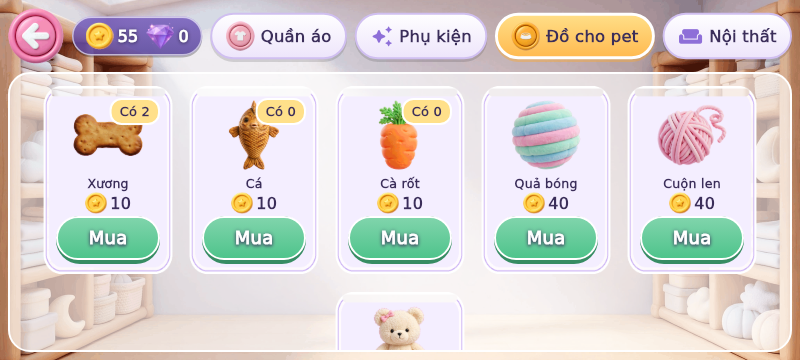 55 0 Quần áo Phụ kiện Đồ cho pet Nội thất
Có 2 Có 0 Có 0
Xương Cá Cà rốt Quả bóng Cuộn len
10 10 10 40 40
Mua Mua Mua Mua Mua